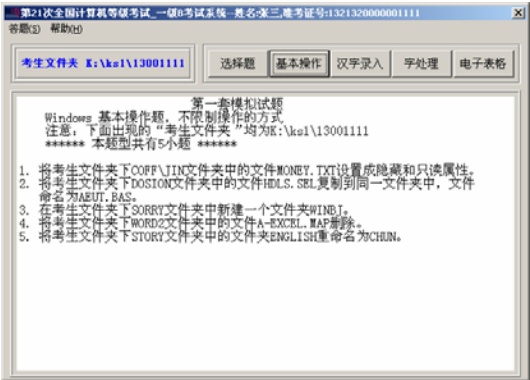 第21次全国计算机等级考试_一级B考试系统--姓名:张三,准考证号:1321320000001111
答题(S) 帮助(H)
考生文件夹 K:\ks1\13001111 选择题 基本操作 汉字录入 字处理 电子表格
第一套模拟试题
Windows 基本操作题，不限制操作的方式
注意：下面出现的“考生文件夹”均为K:\ks1\13001111
****** 本题型共有5小题 ******
1. 将考生文件夹下COFF\JIN文件夹中的文件MONEY.TXT设置成隐藏和只读属性。
2. 将考生文件夹下DOSION文件夹中的文件HDLS.SEL复制到同一文件夹中，文件
命名为AEUT.BAS。
3. 在考生文件夹下SORRY文件夹中新建一个文件夹WINBJ。
4. 将考生文件夹下WORD2文件夹中的文件A-EXCEL.MAP删除。
5. 将考生文件夹下STORY文件夹中的文件夹ENGLISH重命名为CHUN。